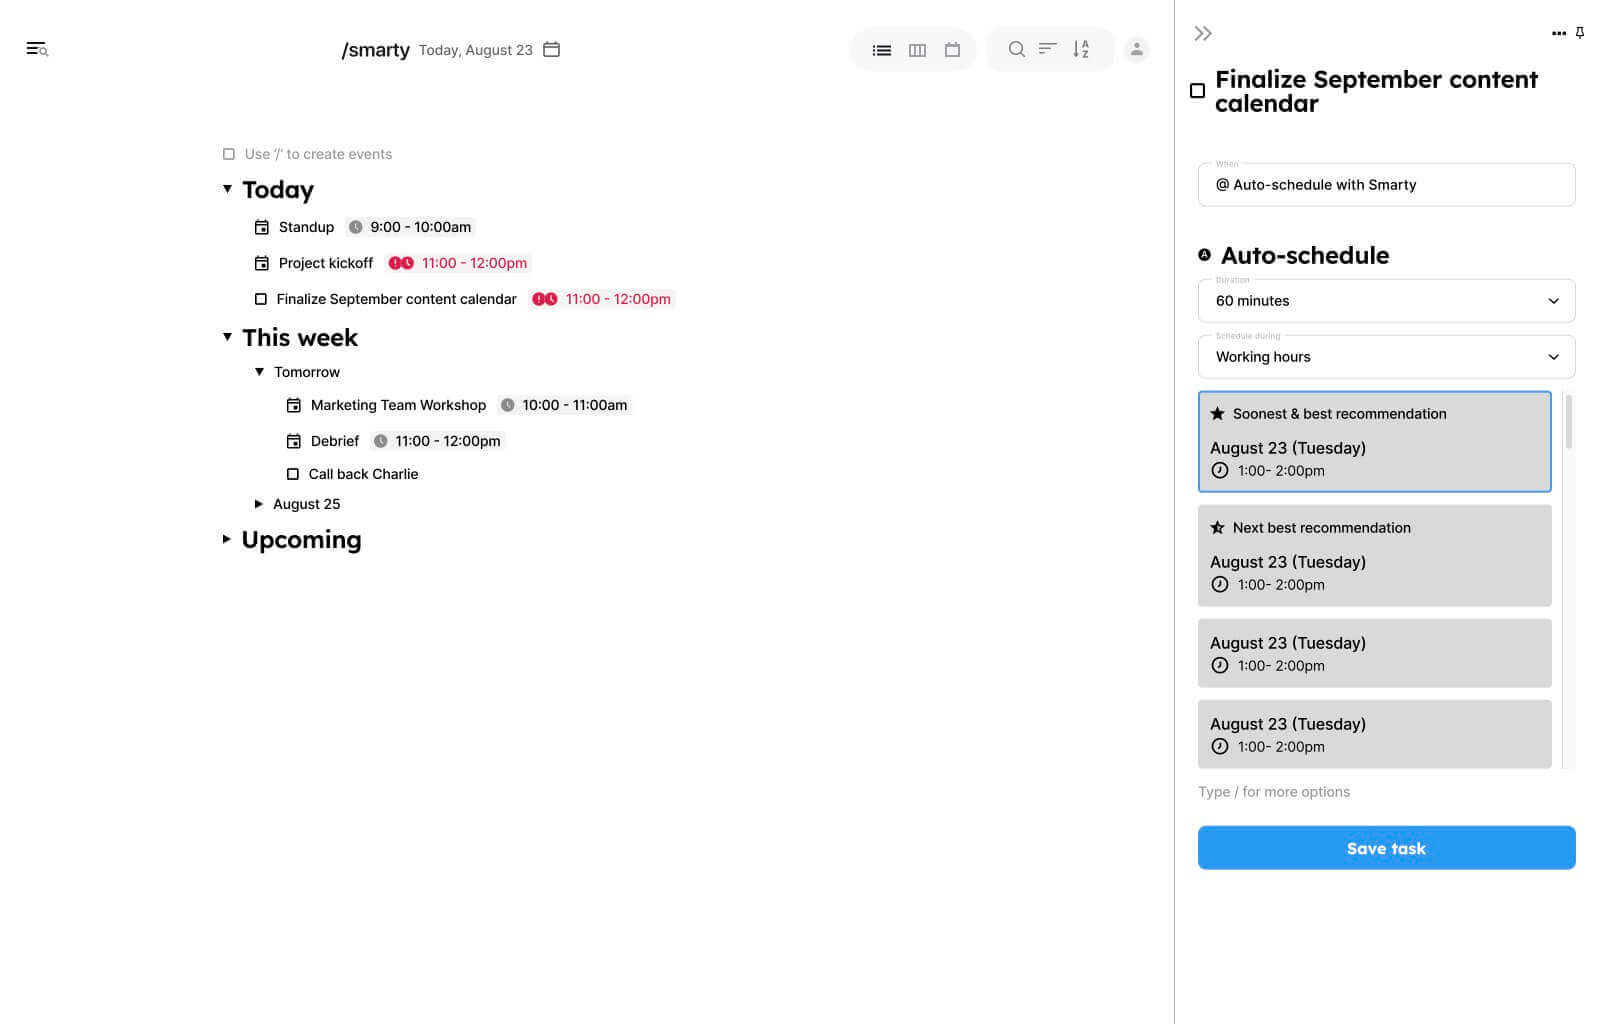 /smarty Today, August 23
Use '/' to create events
Today
Standup 9:00 - 10:00am
Project kickoff 11:00 - 12:00pm
Finalize September content calendar 11:00 - 12:00pm
This week
Tomorrow
Marketing Team Workshop 10:00 - 11:00am
Debrief 11:00 - 12:00pm
Call back Charlie
August 25
Upcoming
Finalize September content
calendar
When
@ Auto-schedule with Smarty
A Auto-schedule
Duration
60 minutes
Schedule during
Working hours
Soonest & best recommendation
August 23 (Tuesday)
1:00- 2:00pm
Next best recommendation
August 23 (Tuesday)
1:00- 2:00pm
August 23 (Tuesday)
1:00- 2:00pm
August 23 (Tuesday)
1:00- 2:00pm
Type / for more options
Save task